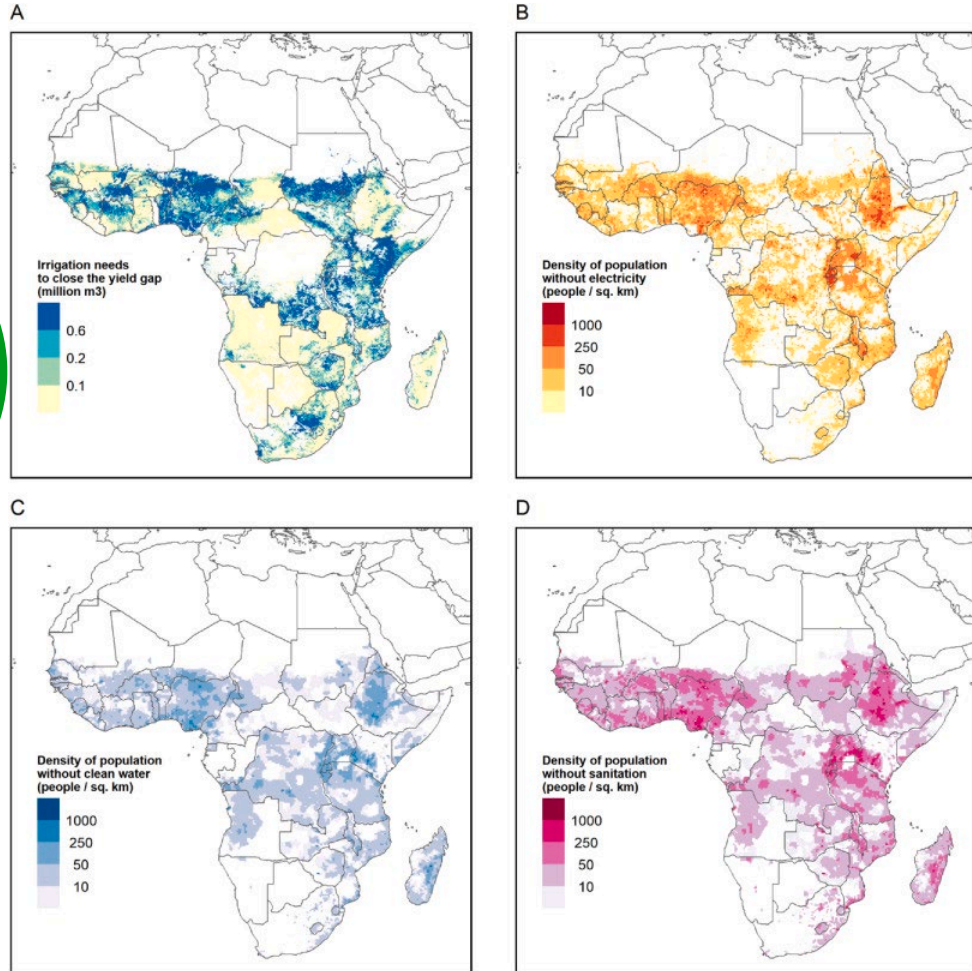 A
B
Irrigation needs
to close the yield gap
(million m3)
0.6
0.2
0.1
Density of population
without electricity
(people / sq. km)
1000
250
50
10
C
D
Density of population
without clean water
(people / sq. km)
1000
250
50
10
Density of population
without sanitation
(people / sq. km)
1000
250
50
10